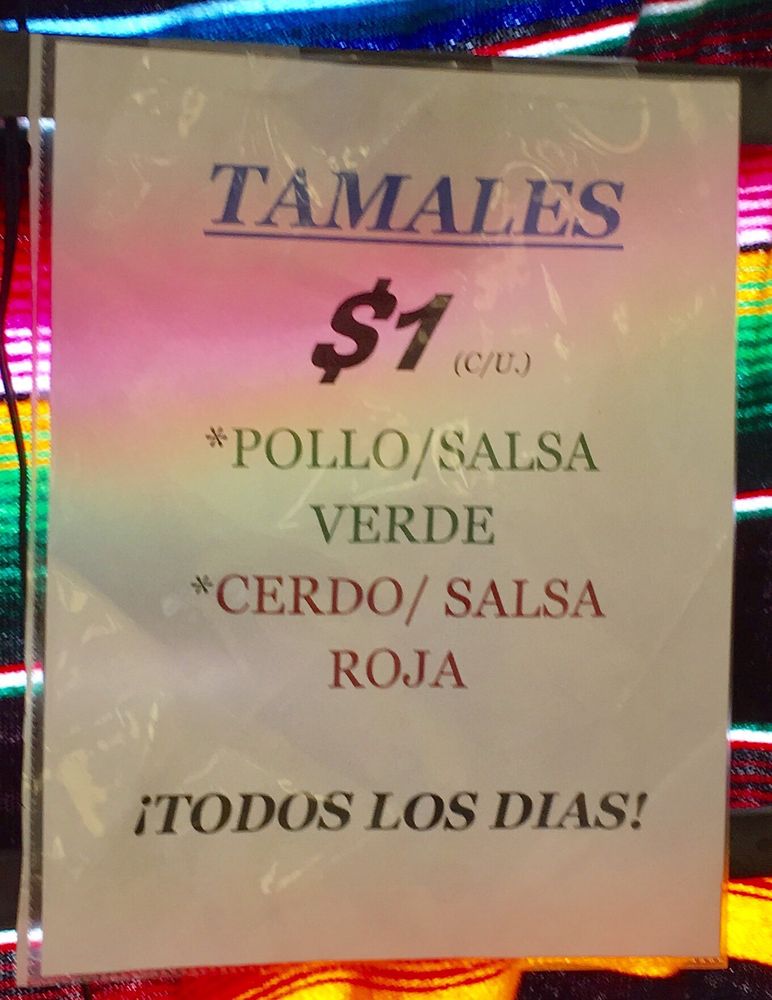 TAMALES
$1 (C/U.)
*POLLO/SALSA
VERDE
*CERDO/ SALSA
ROJA
¡TODOS LOS DIAS!